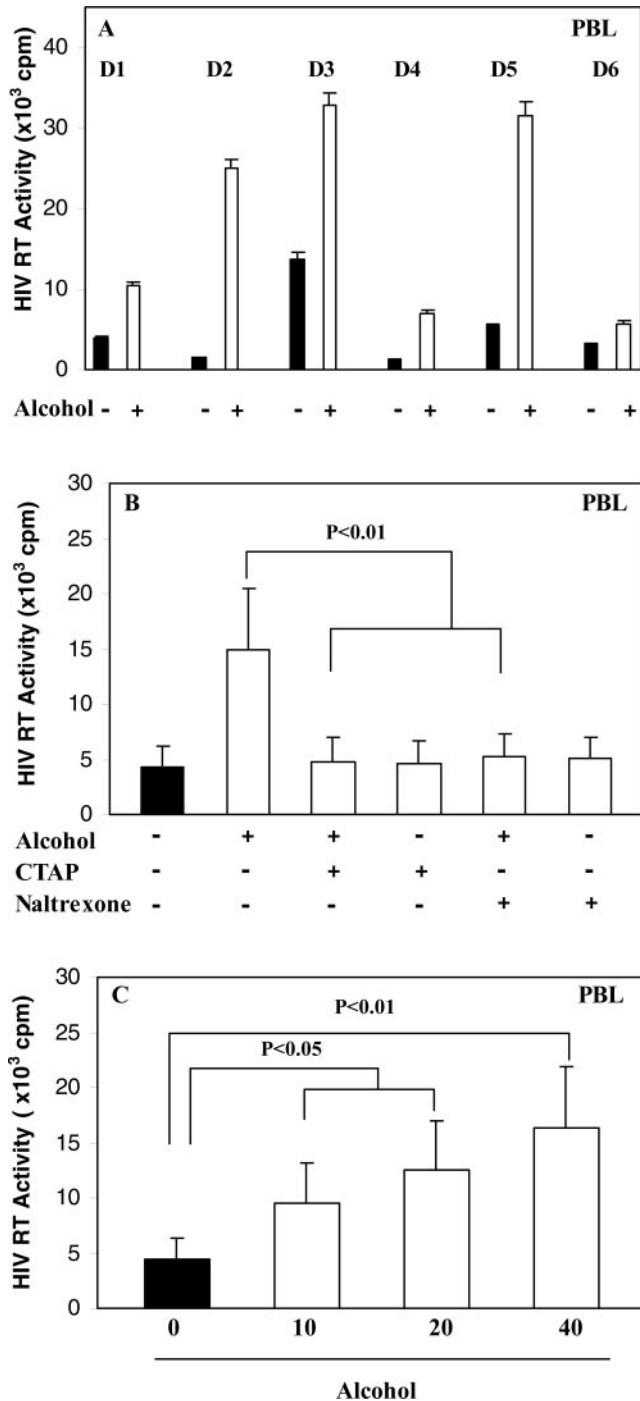 A PBL
D1 D2 D3 D4 D5 D6
HIV RT Activity (x10³ cpm)
40
30
20
10
0
Alcohol - + - + - + - + - + - +
B PBL
P<0.01
HIV RT Activity (x10³ cpm)
30
25
20
15
10
5
0
Alcohol - + + - + -
CTAP - - + + - -
Naltrexone - - - - + +
C PBL
P<0.01
P<0.05
HIV RT Activity ( x10³ cpm)
30
25
20
15
10
5
0
0 10 20 40
Alcohol